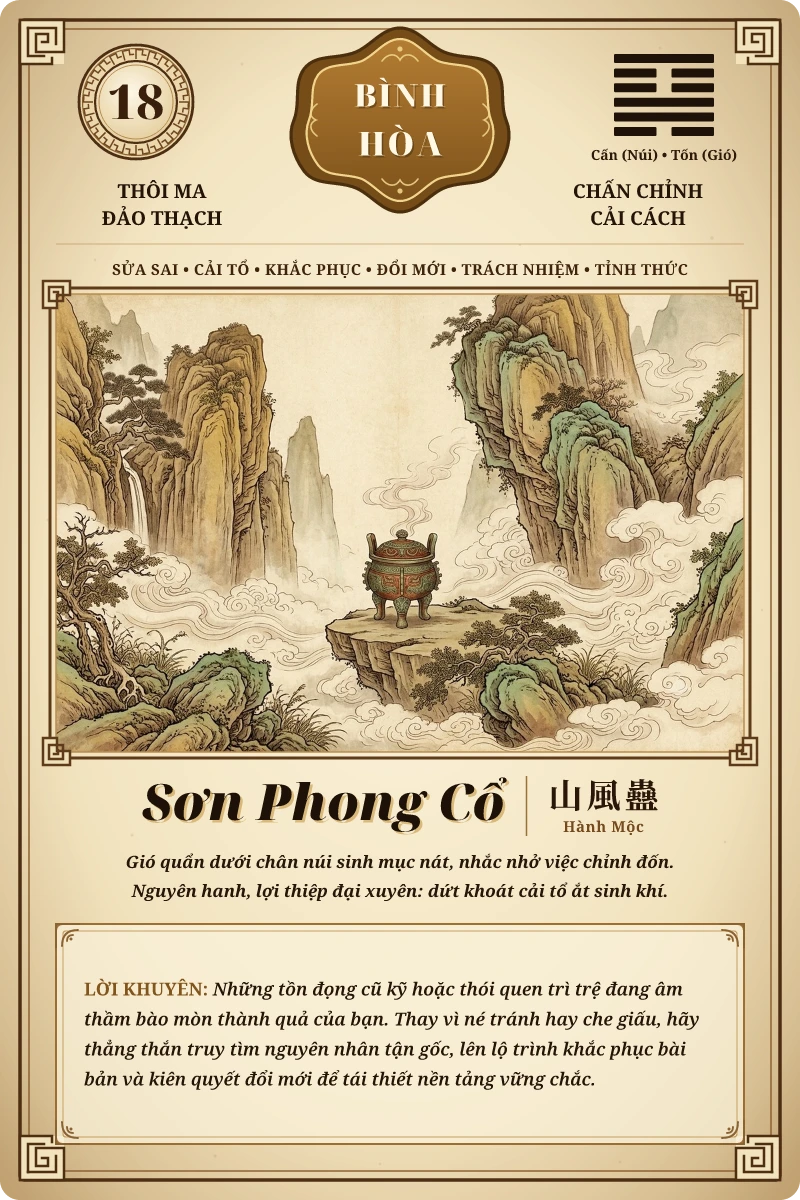 18
BÌNH
HÒA
Cấn (Núi) • Tốn (Gió)
THÔI MA
ĐẢO THẠCH
CHẤN CHỈNH
CẢI CÁCH
SỬA SAI • CẢI TỔ • KHẮC PHỤC • ĐỔI MỚI • TRÁCH NHIỆM • TỈNH THỨC
Sơn Phong Cổ
山風蠱
Hành Mộc
Gió quẩn dưới chân núi sinh mục nát, nhắc nhở việc chỉnh đốn.
Nguyên hanh, lợi thiệp đại xuyên: dứt khoát cải tổ ắt sinh khí.
LỜI KHUYÊN: Những tồn đọng cũ kỹ hoặc thói quen trì trệ đang âm
thầm bào mòn thành quả của bạn. Thay vì né tránh hay che giấu, hãy
thẳng thắn truy tìm nguyên nhân tận gốc, lên lộ trình khắc phục bài
bản và kiên quyết đổi mới để tái thiết nền tảng vững chắc.